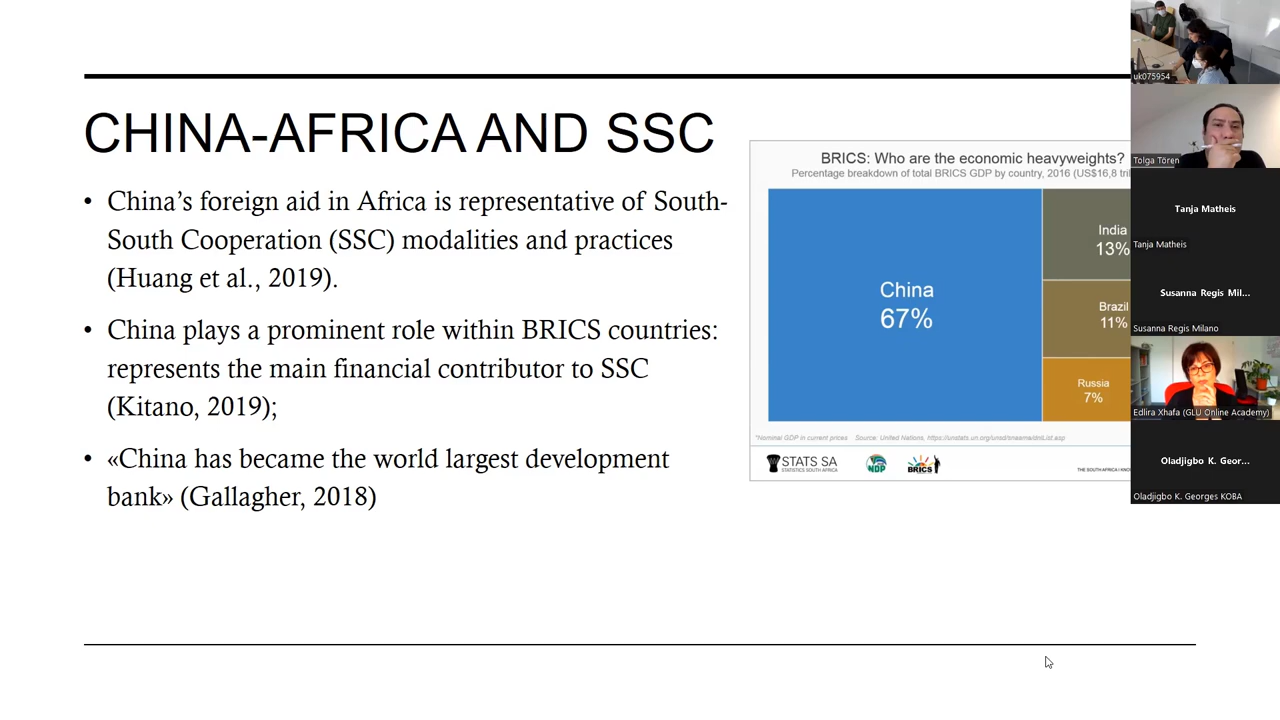 CHINA-AFRICA AND SSC
• China’s foreign aid in Africa is representative of South-
South Cooperation (SSC) modalities and practices
(Huang et al., 2019).
• China plays a prominent role within BRICS countries:
represents the main financial contributor to SSC
(Kitano, 2019);
• «China has became the world largest development
bank» (Gallagher, 2018)
BRICS: Who are the economic heavyweights?
Percentage breakdown of total BRICS GDP by country, 2016 (US$16,8 tril
China
67%
India
13%
Brazil
11%
Russia
7%
*Nominal GDP in current prices Source: United Nations, https://unstats.un.org/unsd/snaama/dnlList.asp
STATS SA
STATISTICS SOUTH AFRICA
NDP
BRICS
THE SOUTH AFRICA I KNO
uk075954
Tolga Tören
Tanja Matheis
Tanja Matheis
Susanna Regis Mil...
Susanna Regis Milano
Edlira Xhafa (GLU Online Academy)
Oladjigbo K. Geor...
Oladjigbo K. Georges KOBA